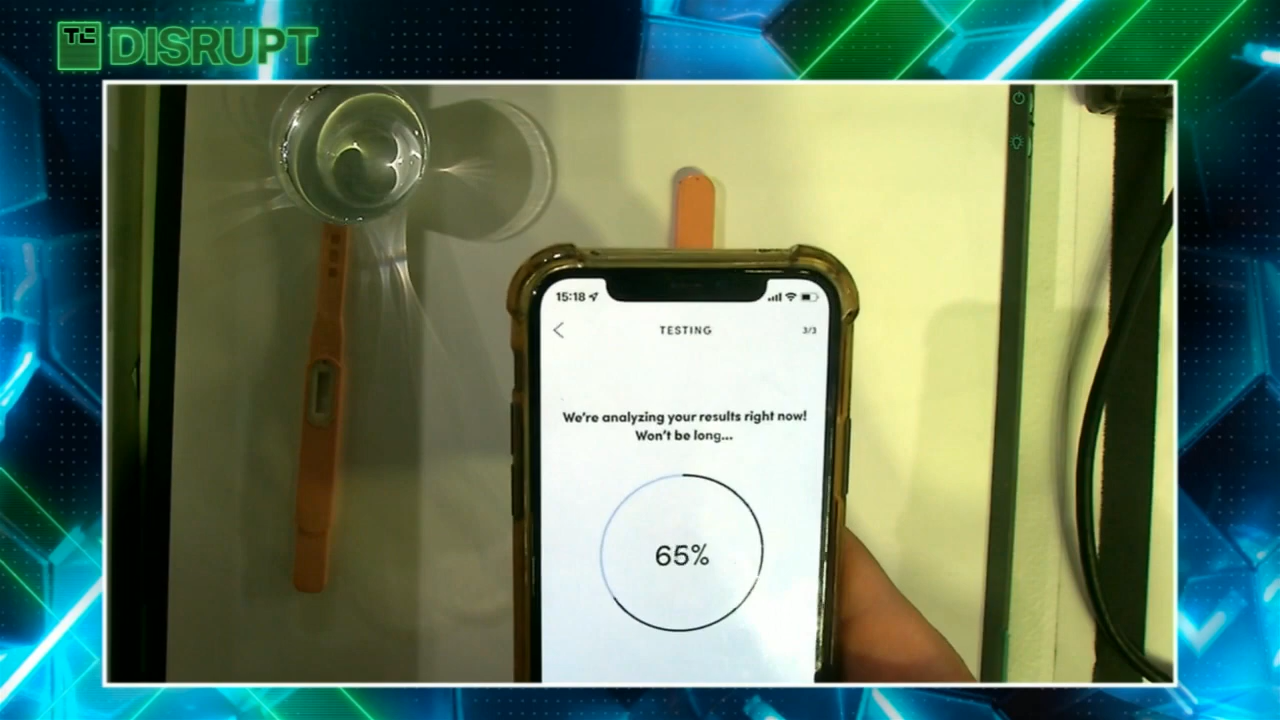 TC
DISRUPT
15:18
TESTING
3/3
We're analyzing your results right now!
Won't be long...
65%